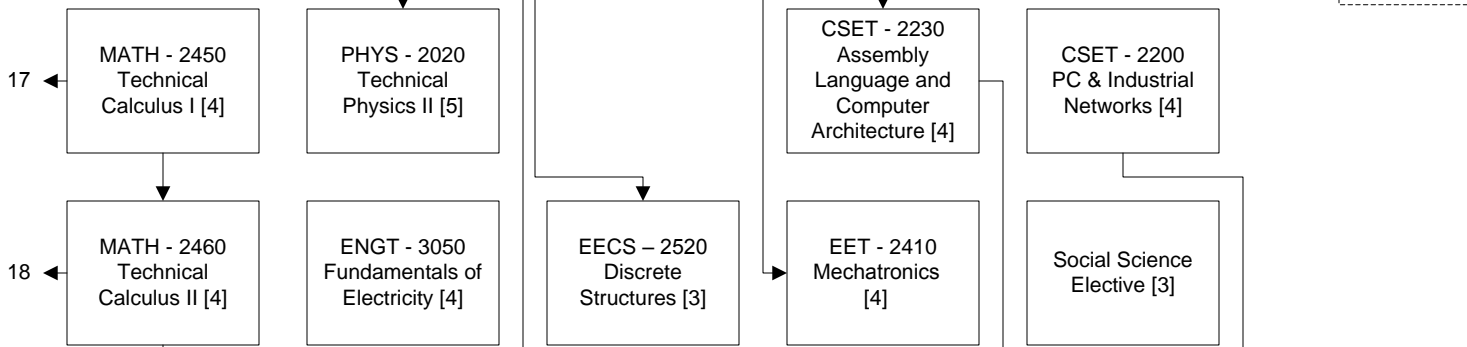 17
MATH - 2450
Technical
Calculus I [4]
PHYS - 2020
Technical
Physics II [5]
CSET - 2230
Assembly
Language and
Computer
Architecture [4]
CSET - 2200
PC & Industrial
Networks [4]
18
MATH - 2460
Technical
Calculus II [4]
ENGT - 3050
Fundamentals of
Electricity [4]
EECS – 2520
Discrete
Structures [3]
EET - 2410
Mechatronics
[4]
Social Science
Elective [3]